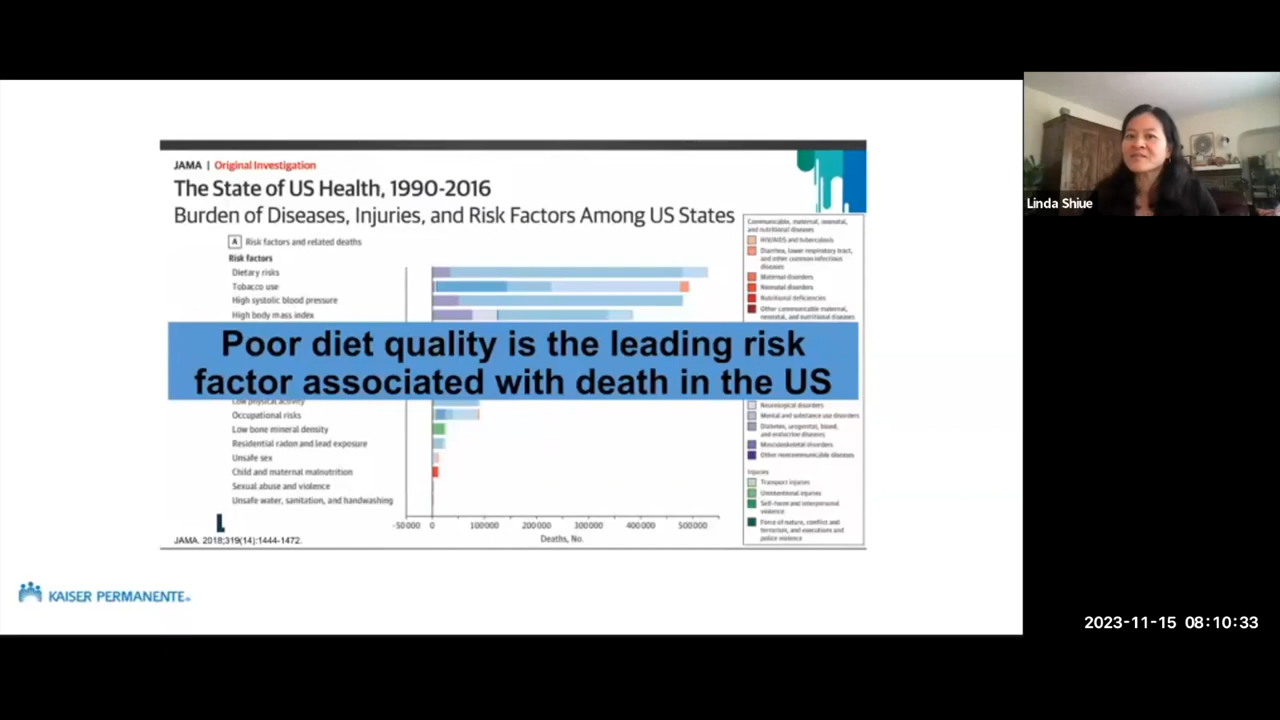 JAMA | Original Investigation
The State of US Health, 1990-2016
Burden of Diseases, Injuries, and Risk Factors Among US States
A Risk factors and related deaths
Risk factors
Dietary risks
Tobacco use
High systolic blood pressure
High body mass index
Poor diet quality is the leading risk
factor associated with death in the US
Low physical activity
Occupational risks
Low bone mineral density
Residential radon and lead exposure
Unsafe sex
Child and maternal malnutrition
Sexual abuse and violence
Unsafe water, sanitation, and handwashing
-50000 0 100000 200000 300000 400000 500000
Deaths, No.
Communicable, maternal, neonatal,
and nutritional diseases
HIV/AIDS and tuberculosis
Diarrhea, lower respiratory tract,
and other common infectious
diseases
Maternal disorders
Neonatal disorders
Nutritional deficiencies
Other communicable maternal,
neonatal, and nutritional diseases
Neurological disorders
Mental and substance use disorders
Diabetes, urogenital, blood,
and endocrine diseases
Musculoskeletal disorders
Other noncommunicable diseases
Injuries
Transport injuries
Unintentional injuries
Self-harm and interpersonal
violence
Force of nature, conflict and
terrorism, and executions and
police violence
L
JAMA. 2018;319(14):1444-1472.
KAISER PERMANENTE®
Linda Shiue
2023-11-15 08:10:33